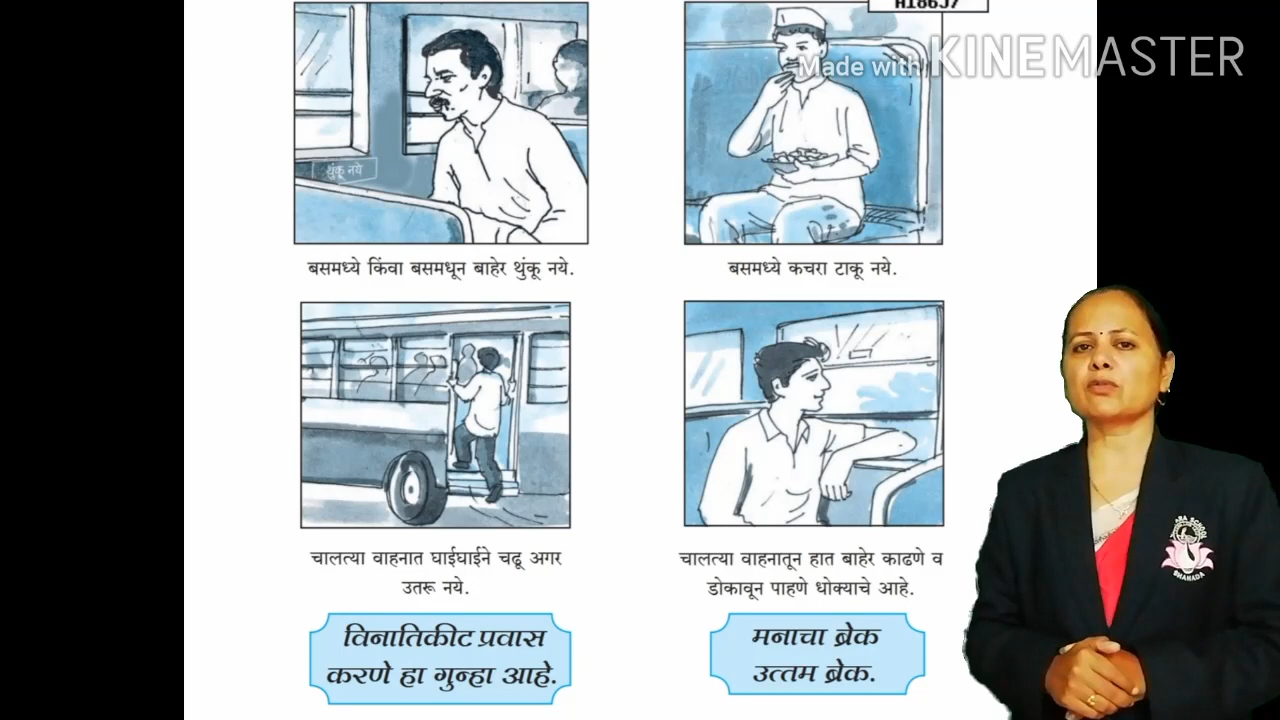 HI86J7
Made with KINEMASTER
थुंकू नये
बसमध्ये किंवा बसमधून बाहेर थुंकू नये.
बसमध्ये कचरा टाकू नये.
चालत्या वाहनात घाईघाईने चढू अगर
उतरू नये.
चालत्या वाहनातून हात बाहेर काढणे व
डोकावून पाहणे धोक्याचे आहे.
विनातिकीट प्रवास
करणे हा गुन्हा आहे.
मनाचा ब्रेक
उत्तम ब्रेक.